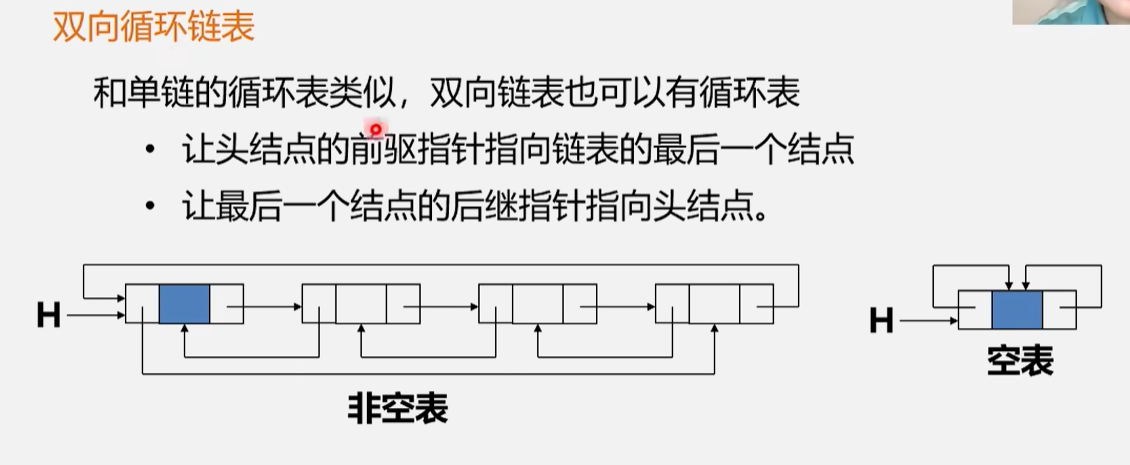 双向循环链表
和单链的循环表类似，双向链表也可以有循环表
• 让头结点的前驱指针指向链表的最后一个结点
• 让最后一个结点的后继指针指向头结点。
H
H
空表
非空表